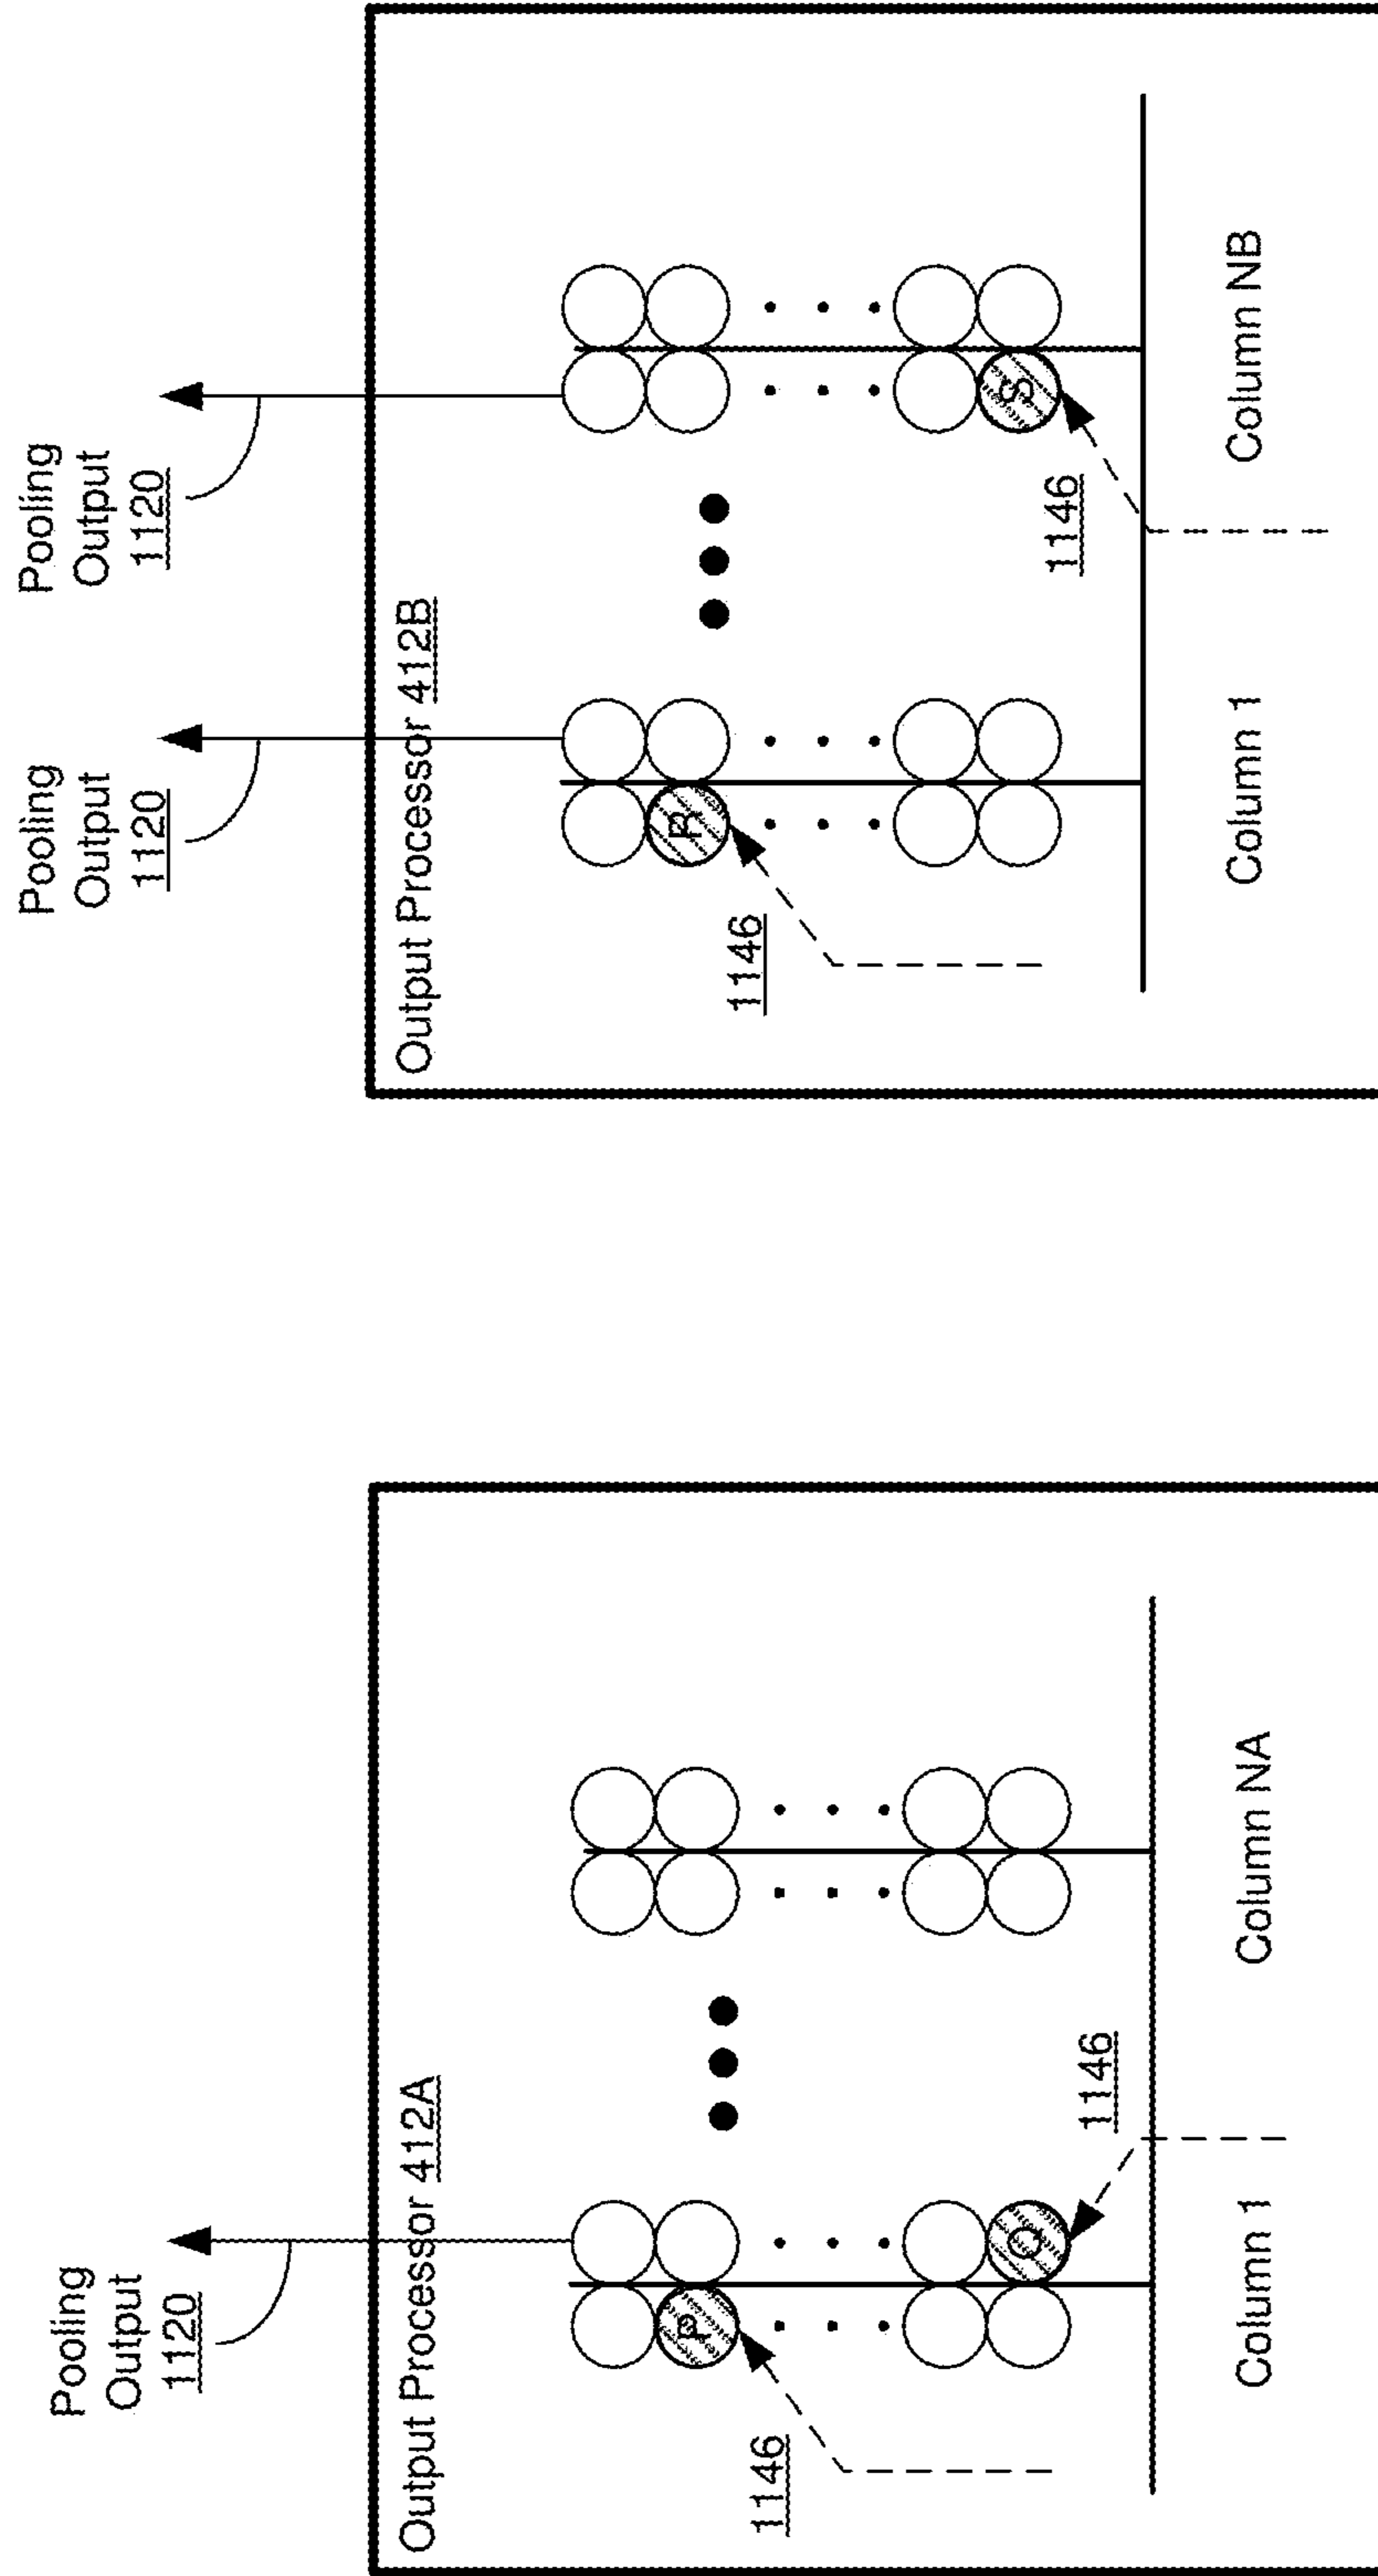 Pooling
Output
1120
Output Processor 412A
P
1146
Q
1146
Column 1
Column NA
Pooling
Output
1120
Pooling
Output
1120
Output Processor 412B
R
1146
S
1146
Column 1
Column NB